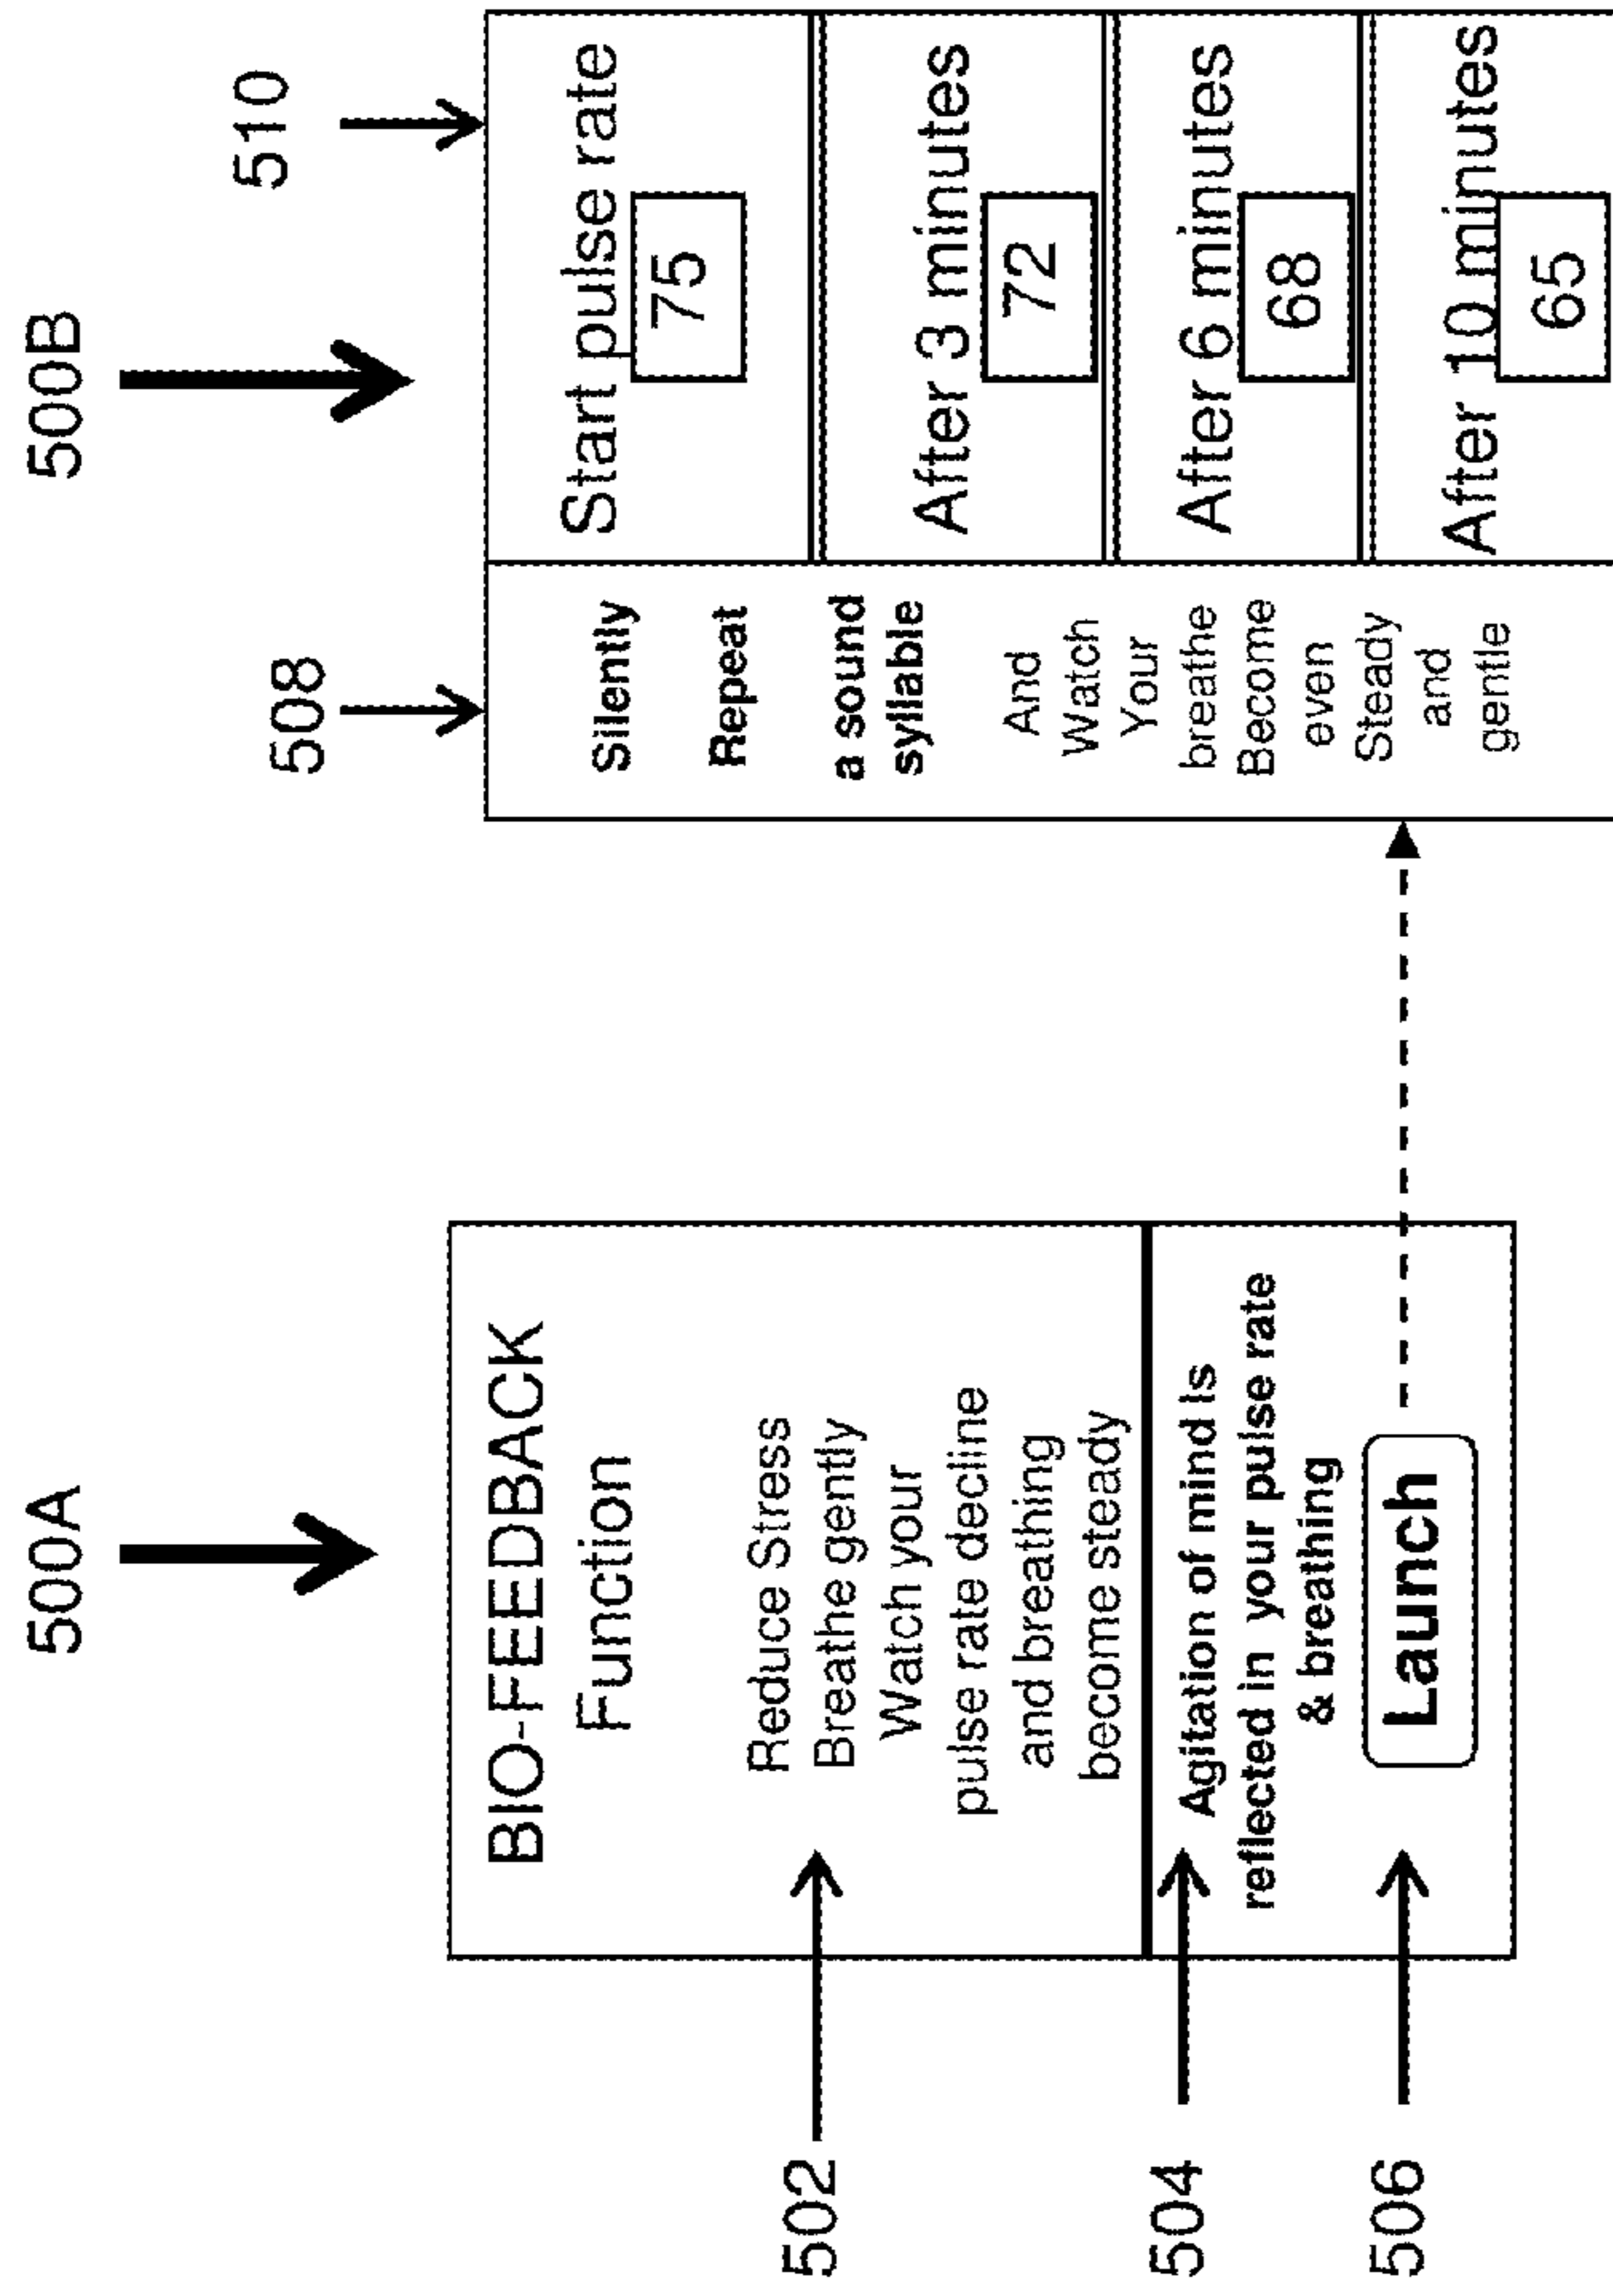 500A
500B
BIO-FEEDBACK
Function
502
Reduce Stress
Breathe gently
Watch your
pulse rate decline
and breathing
become steady
504
Agitation of mind is
reflected in your pulse rate
& breathing
506
Launch
508
Silently
Repeat
a sound
syllable
And
Watch
Your
breathe
Become
even
Steady
and
gentle
510
Start pulse rate
75
After 3 minutes
72
After 6 minutes
68
After 10 minutes
65